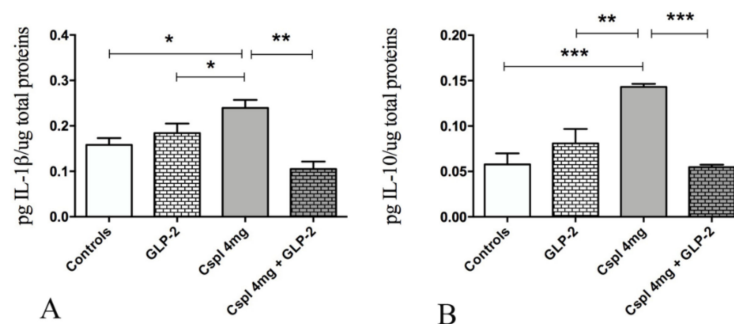 pg IL-1β/ug total proteins
0.4
0.3
0.2
0.1
0.0
*
**
*
Controls
GLP-2
Cspl 4mg
Cspl 4mg + GLP-2
A
pg IL-10/ug total proteins
0.20
0.15
0.10
0.05
0.00
**
***
***
Controls
GLP-2
Cspl 4mg
Cspl 4mg + GLP-2
B